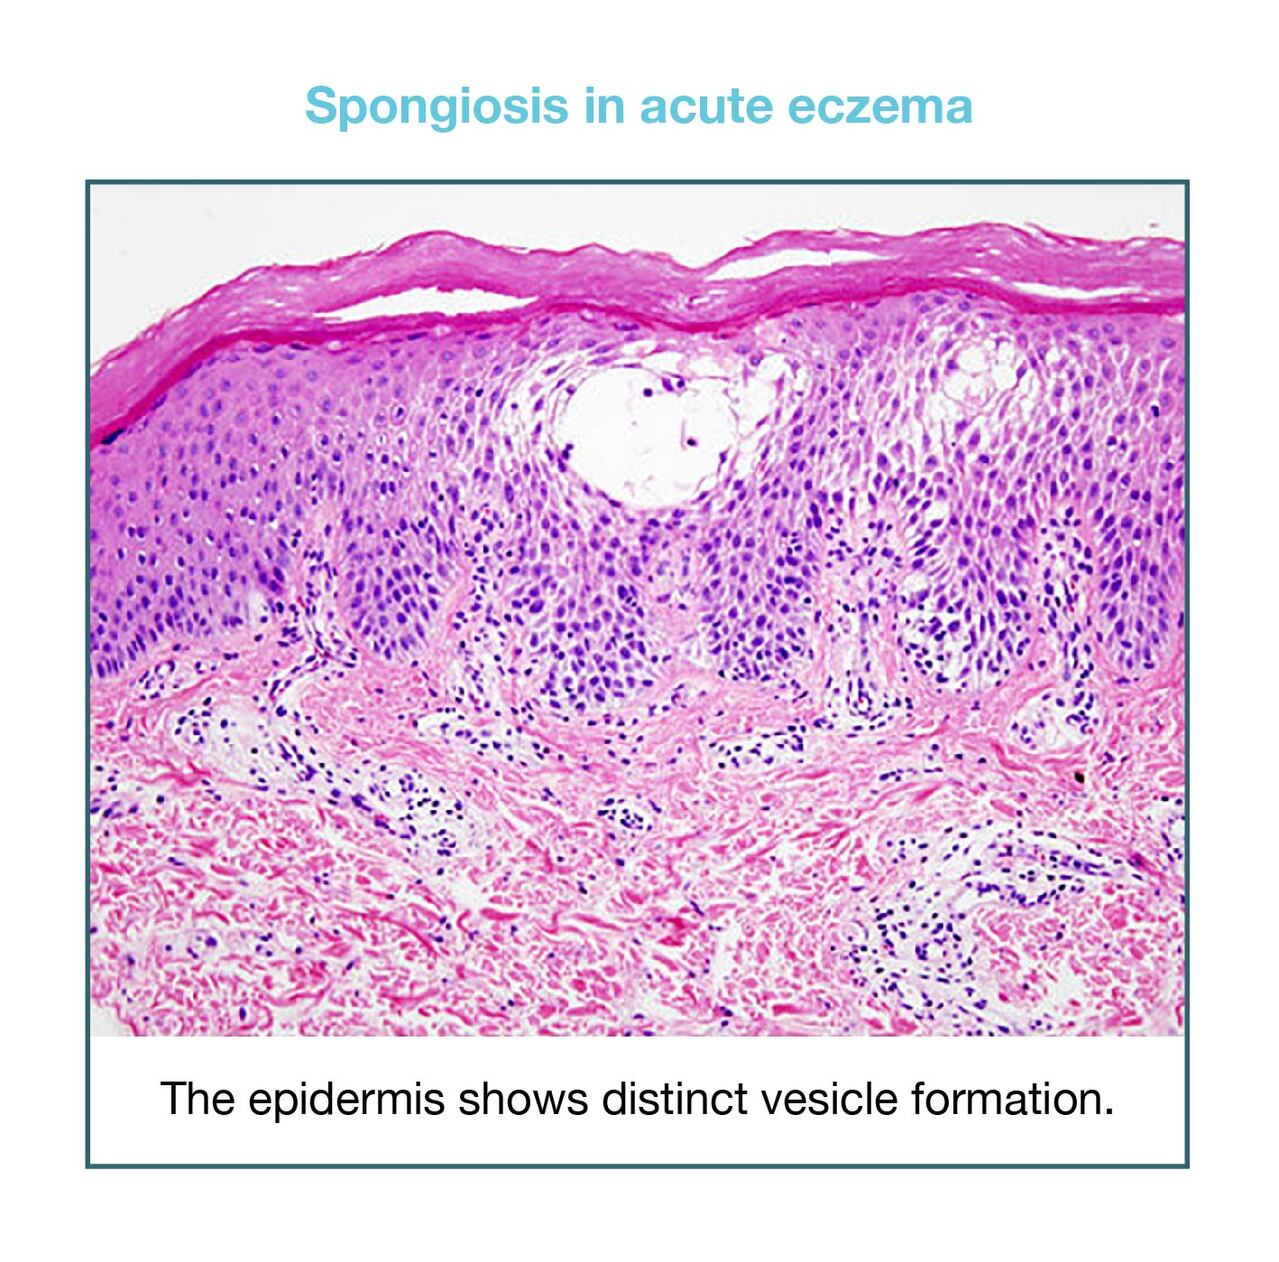 Spongiosis in acute eczema
The epidermis shows distinct vesicle formation.